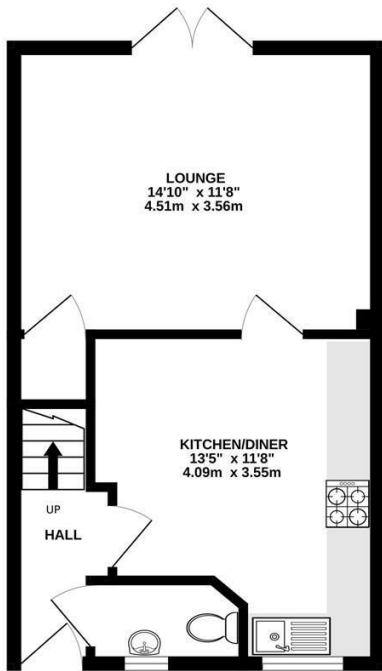 LOUNGE
14'10" x 11'8"
4.51m x 3.56m
KITCHEN/DINER
13'5" x 11'8"
4.09m x 3.55m
UP
HALL